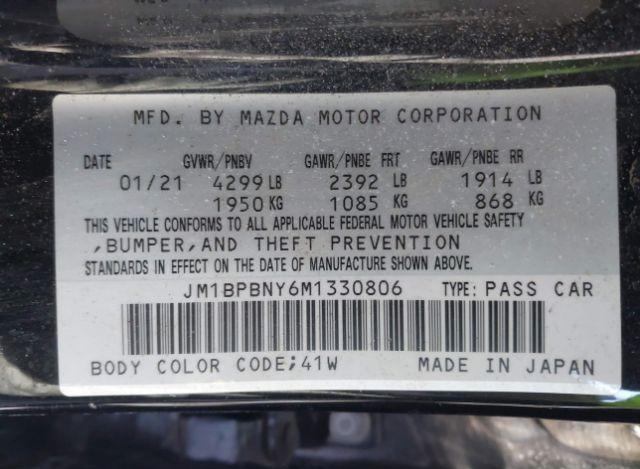 MFD. BY MAZDA MOTOR CORPORATION
DATE GVWR/PNBV GAWR/PNBE FRT GAWR/PNBE RR
01/21 4299 LB 2392 LB 1914 LB
1950 KG 1085 KG 868 KG
THIS VEHICLE CONFORMS TO ALL APPLICABLE FEDERAL MOTOR VEHICLE SAFETY
,BUMPER,AND THEFT PREVENTION
STANDARDS IN EFFECT ON THE DATE OF MANUFACTURE SHOWN ABOVE.
JM1BPBNY6M1330806 TYPE: PASS CAR
BODY COLOR CODE;41W MADE IN JAPAN